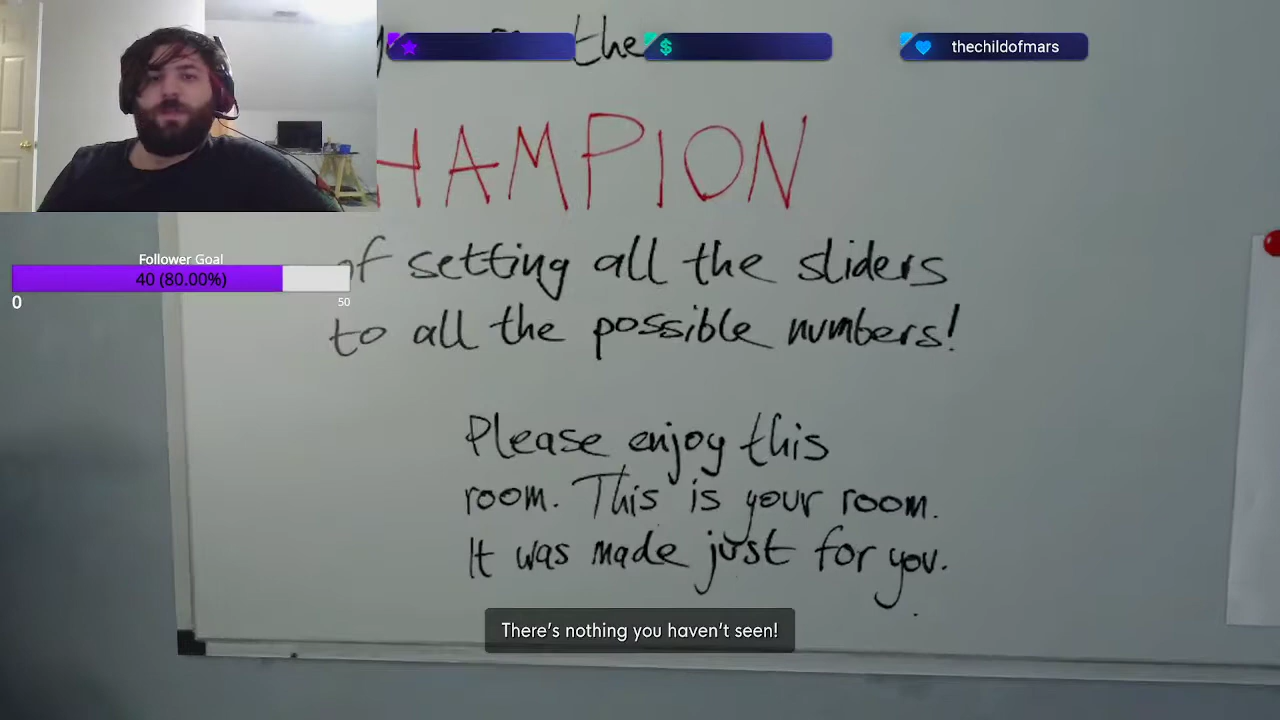 the
thechildofmars
HAMPION
of setting all the sliders
to all the possible numbers!
Follower Goal
40 (80.00%)
0
50
Please enjoy this
room. This is your room.
It was made just for you.
There's nothing you haven't seen!